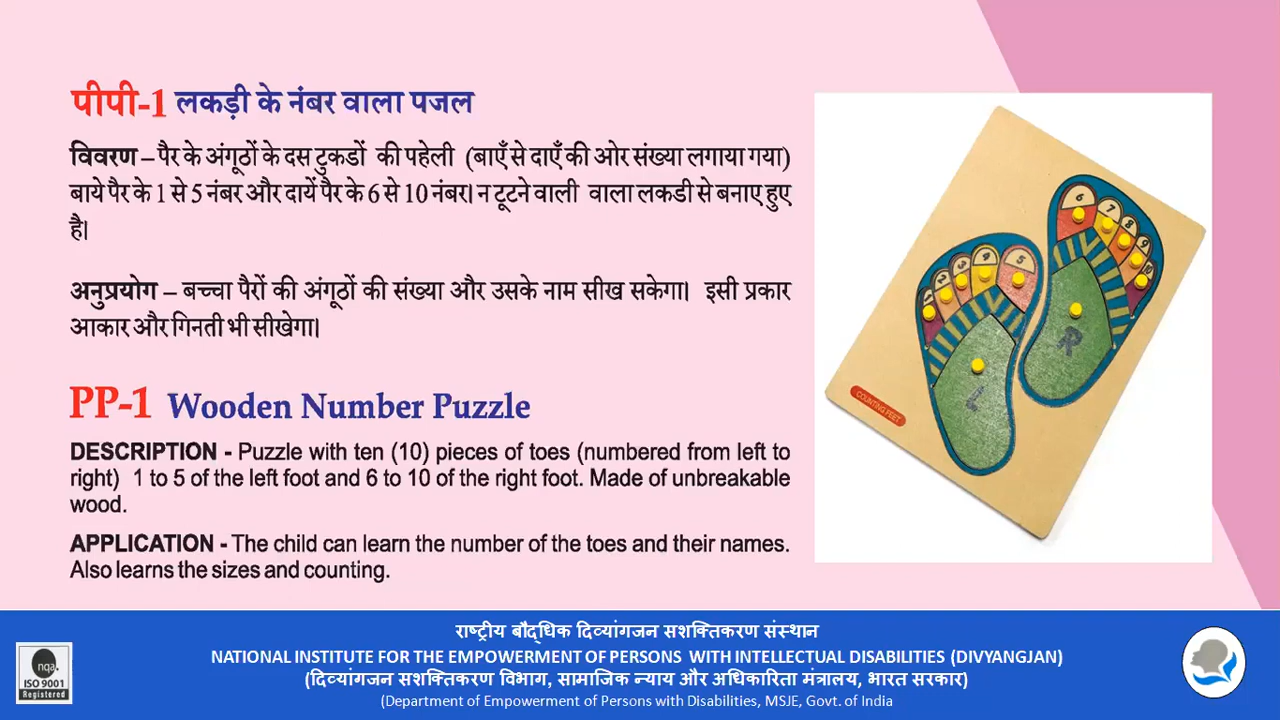 पीपी-1 लकड़ी के नंबर वाला पजल
विवरण – पैर के अंगूठों के दस टुकडों की पहेली (बाएँ से दाएँ की ओर संख्या लगाया गया)
बाये पैर के 1 से 5 नंबर और दायें पैर के 6 से 10 नंबर। न टूटने वाली वाला लकडी से बनाए हुए
है।
अनुप्रयोग – बच्चा पैरों की अंगूठों की संख्या और उसके नाम सीख सकेगा। इसी प्रकार
आकार और गिनती भी सीखेगा।
PP-1 Wooden Number Puzzle
DESCRIPTION - Puzzle with ten (10) pieces of toes (numbered from left to
right) 1 to 5 of the left foot and 6 to 10 of the right foot. Made of unbreakable
wood.
APPLICATION - The child can learn the number of the toes and their names.
Also learns the sizes and counting.
1 2 3 4 5
L
6 7 8 9 10
R
COUNTING FEET
राष्ट्रीय बौद्धिक दिव्यांगजन सशक्तिकरण संस्थान
NATIONAL INSTITUTE FOR THE EMPOWERMENT OF PERSONS WITH INTELLECTUAL DISABILITIES (DIVYANGJAN)
(दिव्यांगजन सशक्तिकरण विभाग, सामाजिक न्याय और अधिकारिता मंत्रालय, भारत सरकार)
(Department of Empowerment of Persons with Disabilities, MSJE, Govt. of India
nqa.
ISO 9001
Registered